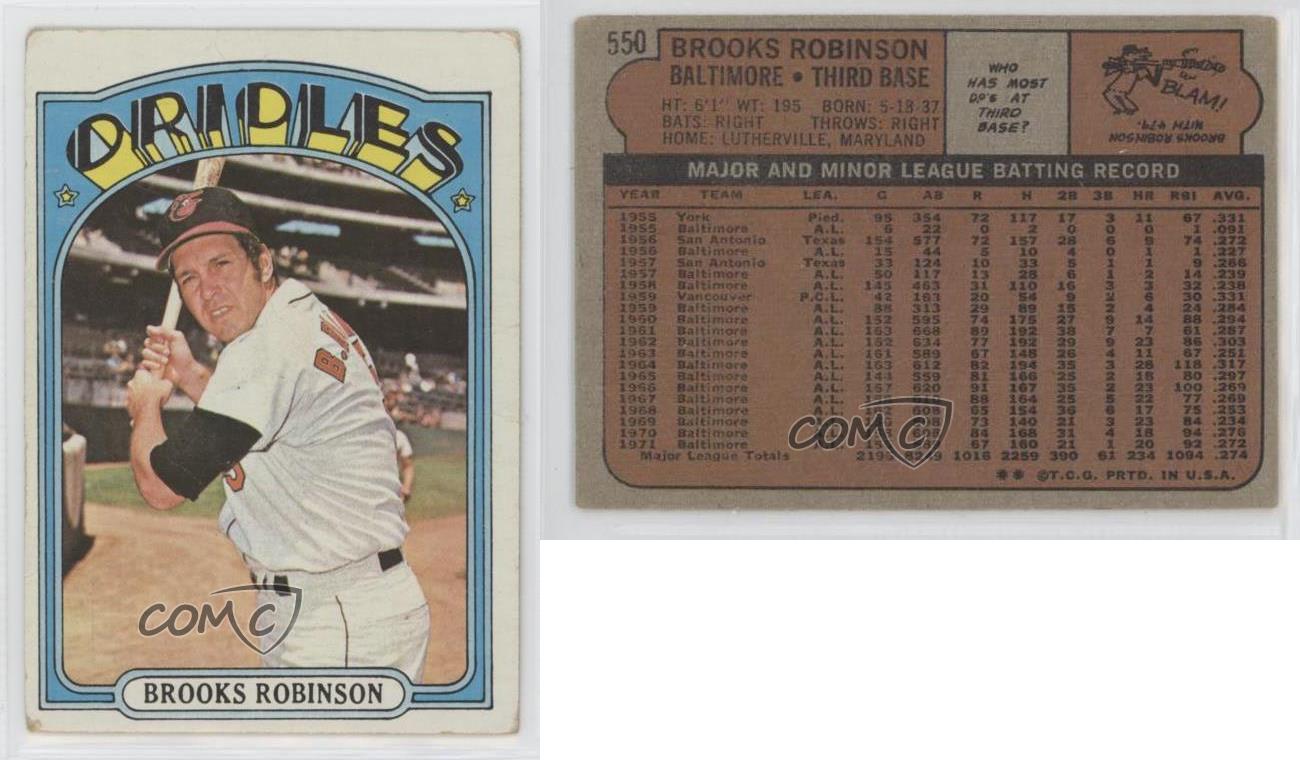 ORIOLES
B. R
BROOKS ROBINSON
COMC
550
BROOKS ROBINSON
BALTIMORE • THIRD BASE
HT: 6'1" WT: 195 BORN: 5-18-37
BATS: RIGHT THROWS: RIGHT
HOME: LUTHERVILLE, MARYLAND
WHO
HAS MOST
D.P.'S AT
THIRD
BASE?
BLAM!
BROOKS ROBINSON
WITH 479.
MAJOR AND MINOR LEAGUE BATTING RECORD
YEAR TEAM LEA. G AB R H 2B 3B HR RBI AVG.
1955 York Pied. 95 354 72 117 17 3 11 67 .331
1955 Baltimore A.L. 6 22 0 2 0 0 0 1 .091
1956 San Antonio Texas 154 577 72 157 28 6 9 74 .272
1956 Baltimore A.L. 15 44 5 10 4 0 1 1 .227
1957 San Antonio Texas 33 124 10 33 5 1 1 9 .266
1957 Baltimore A.L. 50 117 13 28 6 1 2 14 .239
1958 Baltimore A.L. 145 463 31 110 16 3 3 32 .238
1959 Vancouver P.C.L. 42 163 20 54 9 2 6 30 .331
1959 Baltimore A.L. 88 313 29 89 15 2 4 24 .284
1960 Baltimore A.L. 152 595 74 175 27 9 14 88 .294
1961 Baltimore A.L. 163 668 89 192 38 7 7 61 .287
1962 Baltimore A.L. 162 634 77 192 29 9 23 86 .303
1963 Baltimore A.L. 161 589 67 148 26 4 11 67 .251
1964 Baltimore A.L. 163 612 82 194 35 3 28 118 .317
1965 Baltimore A.L. 144 559 81 166 25 2 18 80 .297
1966 Baltimore A.L. 157 620 91 167 35 2 23 100 .269
1967 Baltimore A.L. 88 164 25 5 22 77 .269
1968 Baltimore A.L. 608 65 154 36 6 17 75 .253
1969 Baltimore A.L. 84 140 21 3 23 84 .234
1970 Baltimore A.L. 84 168 31 4 18 94 .276
1971 Baltimore A.L. 67 160 21 1 20 92 .272
Major League Totals 1016 2259 390 61 234 1094 .274
** ©T.C.G. PRTD. IN U.S.A.
COMC